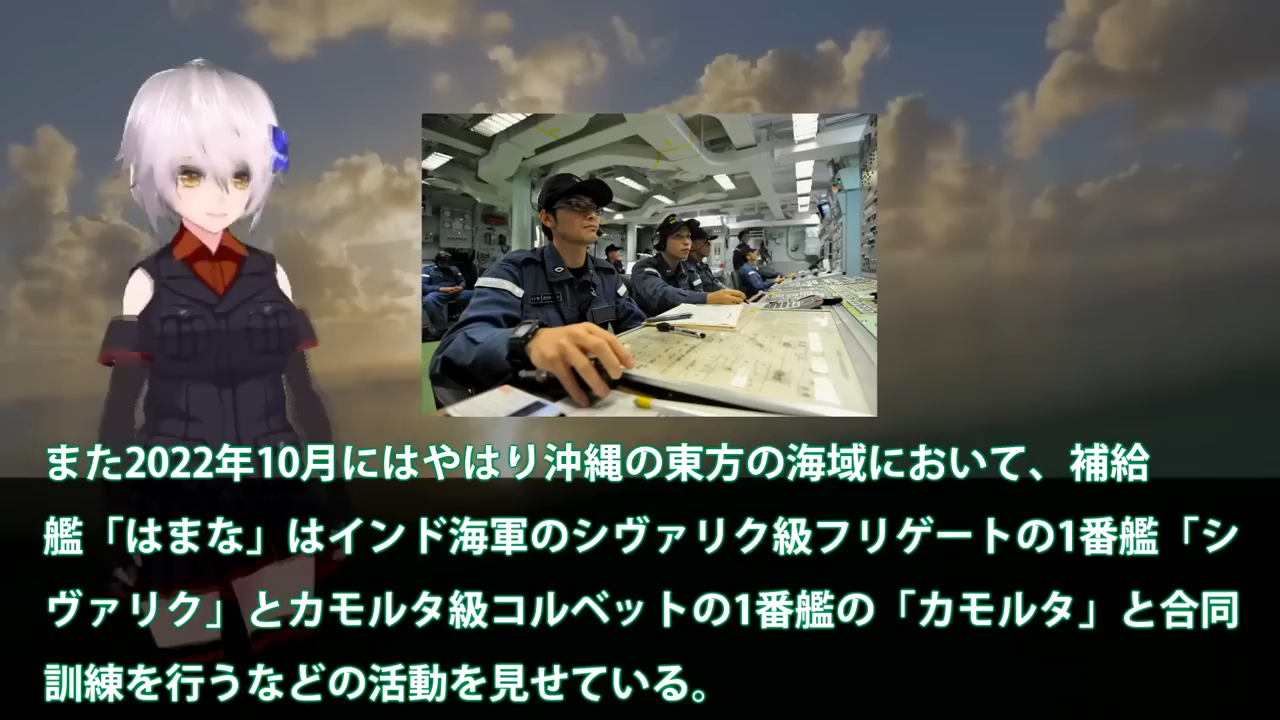 また2022年10月にはやはり沖縄の東方の海域において、補給
艦「はまな」はインド海軍のシヴァリク級フリゲートの1番艦「シ
ヴァリク」とカモルタ級コルベットの1番艦の「カモルタ」と合同
訓練を行うなどの活動を見せている。